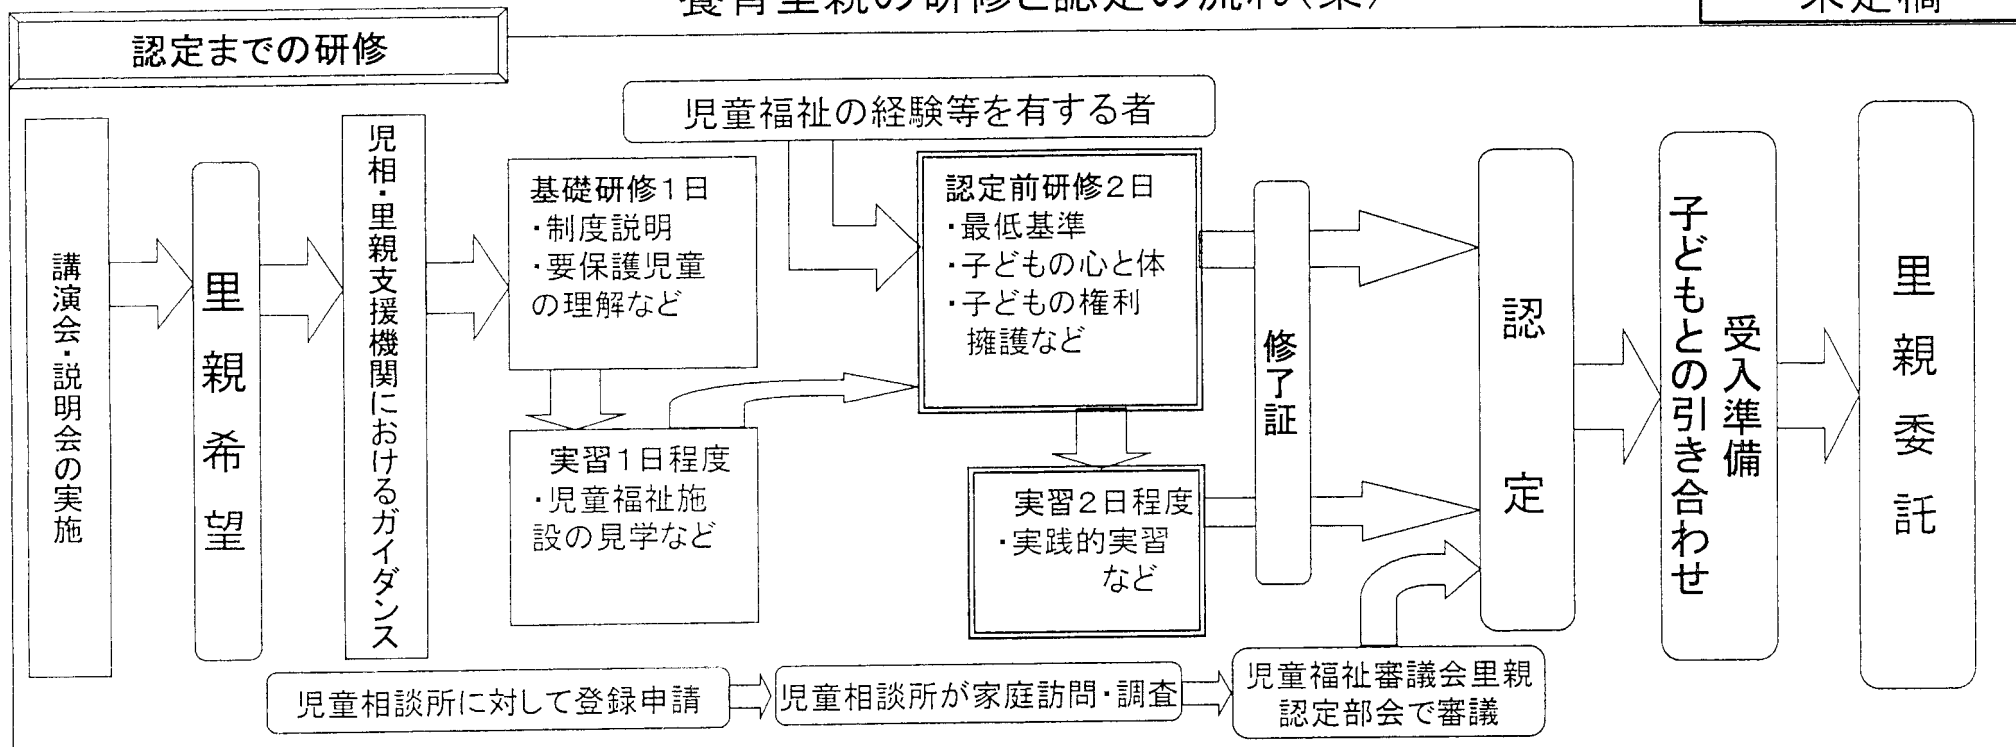 養育里親の研修と認定の流れ(案)
未定稿
認定までの研修
児童福祉の経験等を有する者
講演会・説明会の実施
里親希望
児相・里親支援機関におけるガイダンス
基礎研修1日
・制度説明
・要保護児童
の理解など
実習1日程度
・児童福祉施
設の見学など
認定前研修2日
・最低基準
・子どもの心と体
・子どもの権利
擁護など
実習2日程度
・実践的実習
など
修了証
認定
受入準備
子どもとの引き合わせ
里親委託
児童相談所に対して登録申請
児童相談所が家庭訪問・調査
児童福祉審議会里親
認定部会で審議